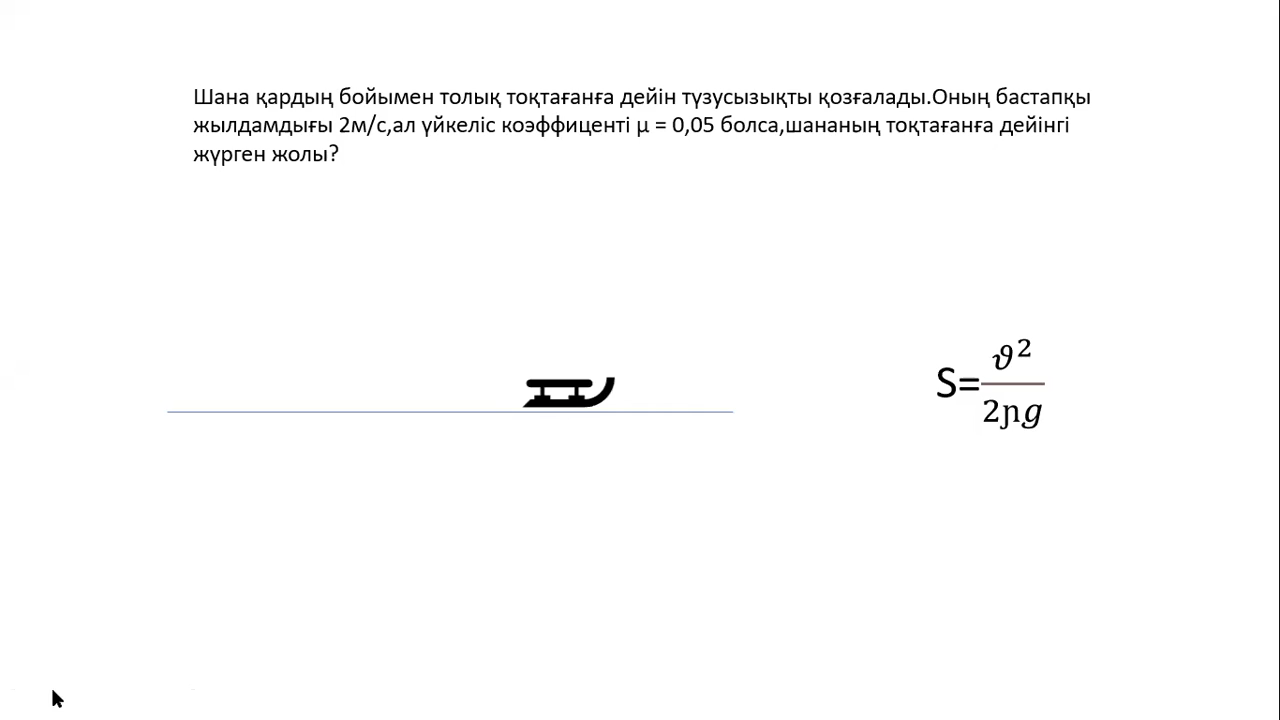 Шана қардың бойымен толық тоқтағанға дейін түзусызықты қозғалады.Оның бастапқы
жылдамдығы 2м/с,ал үйкеліс коэффиценті μ = 0,05 болса,шананың тоқтағанға дейінгі
жүрген жолы?
S=𝜗²/2ɲg